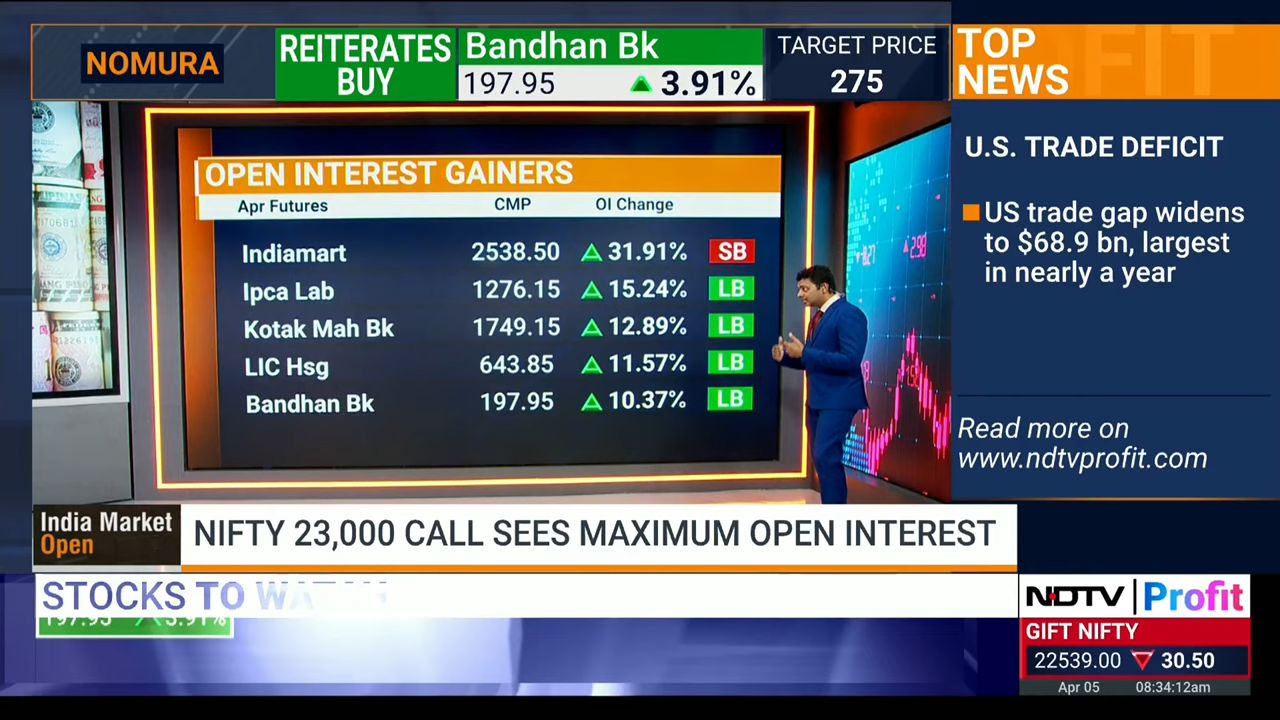 NOMURA
REITERATES
BUY
Bandhan Bk
197.95 ▲ 3.91%
TARGET PRICE
275
TOP
NEWS
U.S. TRADE DEFICIT
US trade gap widens
to $68.9 bn, largest
in nearly a year
Read more on
www.ndtvprofit.com
OPEN INTEREST GAINERS
Apr Futures CMP OI Change
Indiamart 2538.50 ▲ 31.91% SB
Ipca Lab 1276.15 ▲ 15.24% LB
Kotak Mah Bk 1749.15 ▲ 12.89% LB
LIC Hsg 643.85 ▲ 11.57% LB
Bandhan Bk 197.95 ▲ 10.37% LB
India Market
Open
NIFTY 23,000 CALL SEES MAXIMUM OPEN INTEREST
STOCKS TO
197.95 ▲ 3.91%
NDTV Profit
GIFT NIFTY
22539.00 ▼ 30.50
Apr 05 08:34:12am